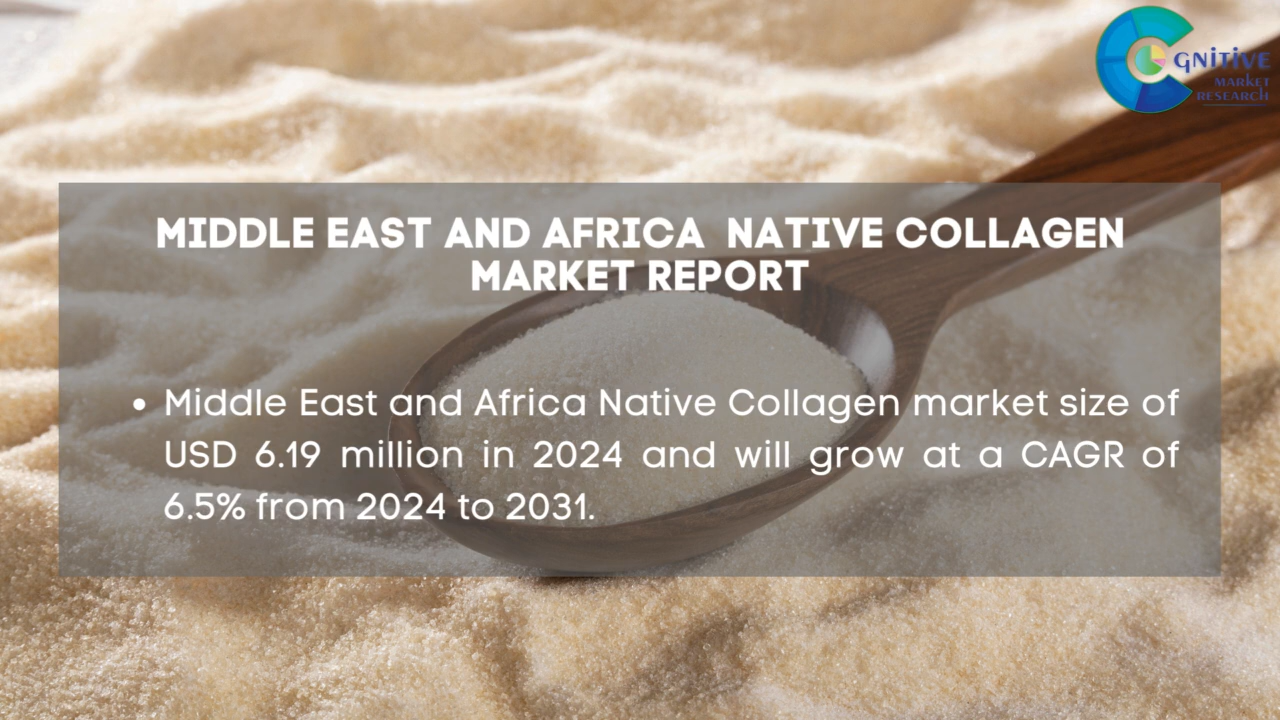 GNITIVE
MARKET
RESEARCH
MIDDLE EAST AND AFRICA  NATIVE COLLAGEN
MARKET REPORT
• Middle East and Africa Native Collagen market size of
USD 6.19 million in 2024 and will grow at a CAGR of
6.5% from 2024 to 2031.